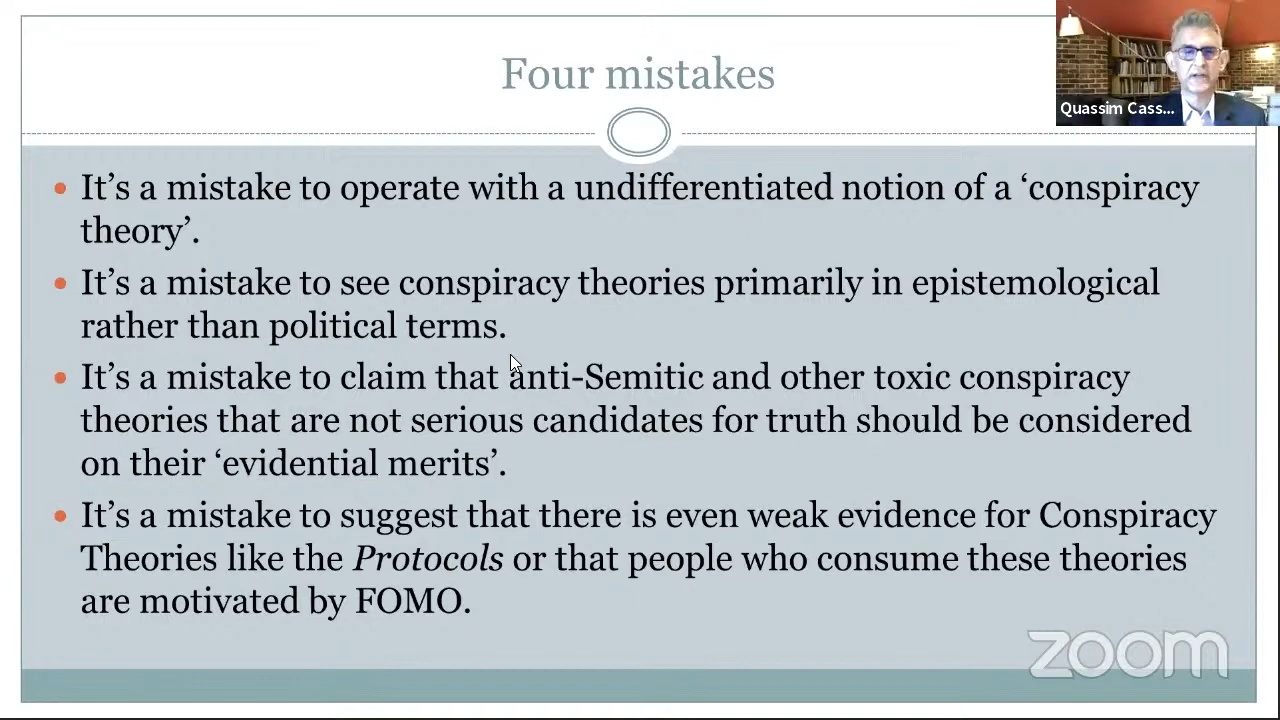 Four mistakes
Quassim Cass...
It’s a mistake to operate with a undifferentiated notion of a ‘conspiracy
theory’.
It’s a mistake to see conspiracy theories primarily in epistemological
rather than political terms.
It’s a mistake to claim that anti-Semitic and other toxic conspiracy
theories that are not serious candidates for truth should be considered
on their ‘evidential merits’.
It’s a mistake to suggest that there is even weak evidence for Conspiracy
Theories like the Protocols or that people who consume these theories
are motivated by FOMO.
zoom